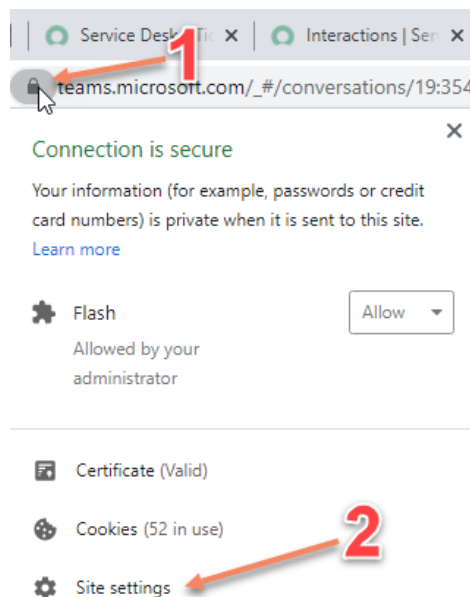 Service Desk Tic
Interactions | Ser
1
teams.microsoft.com/_#/conversations/19:354
Connection is secure
Your information (for example, passwords or credit
card numbers) is private when it is sent to this site.
Learn more
Flash
Allow
Allowed by your
administrator
Certificate (Valid)
Cookies (52 in use)
2
Site settings